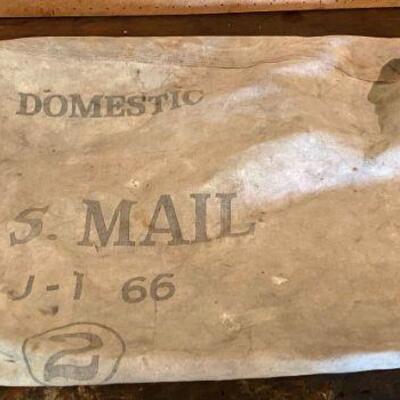 DOMESTIC
S. MAIL
J-1 66
2